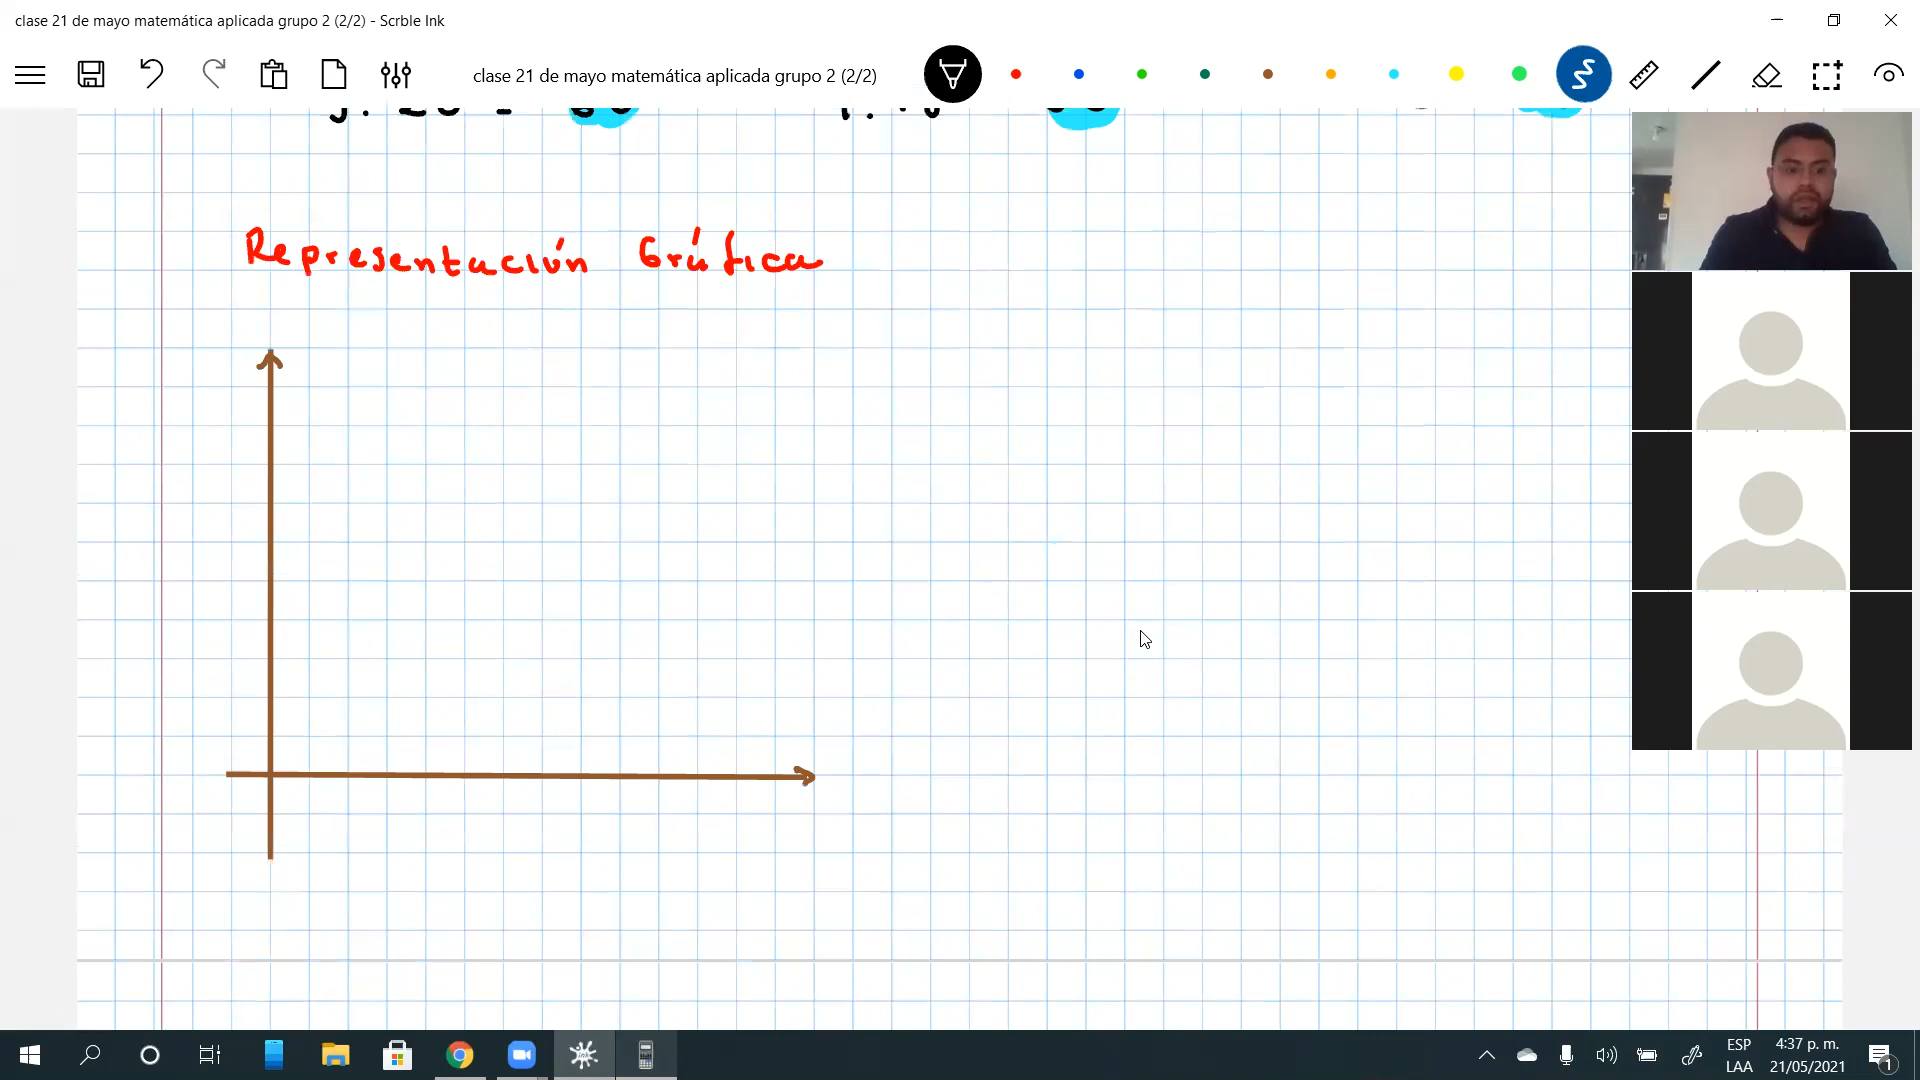 clase 21 de mayo matemática aplicada grupo 2 (2/2) - Scrble Ink
clase 21 de mayo matemática aplicada grupo 2 (2/2)
Representación Gráfica
ESP
LAA
4:37 p. m.
21/05/2021
1